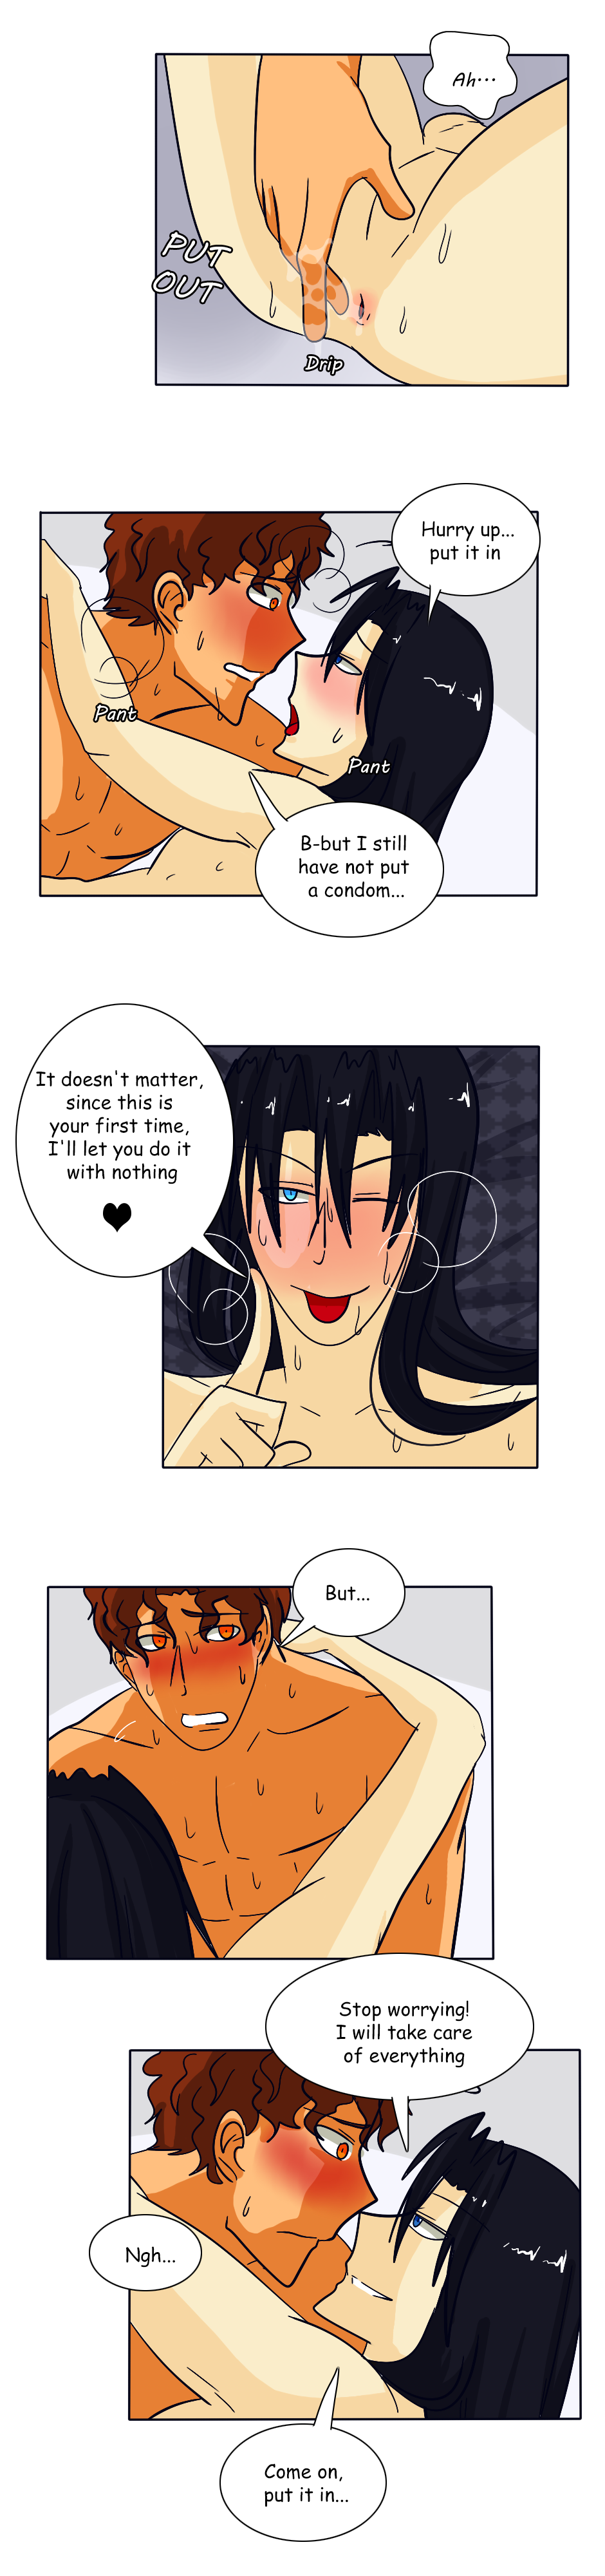 Ah...
PUT
OUT
Drip
Hurry up...
put it in
Pant
Pant
B-but I still
have not put
a condom...
It doesn't matter,
since this is
your first time,
I'll let you do it
with nothing
But...
Stop worrying!
I will take care
of everything
Ngh...
Come on,
put it in...